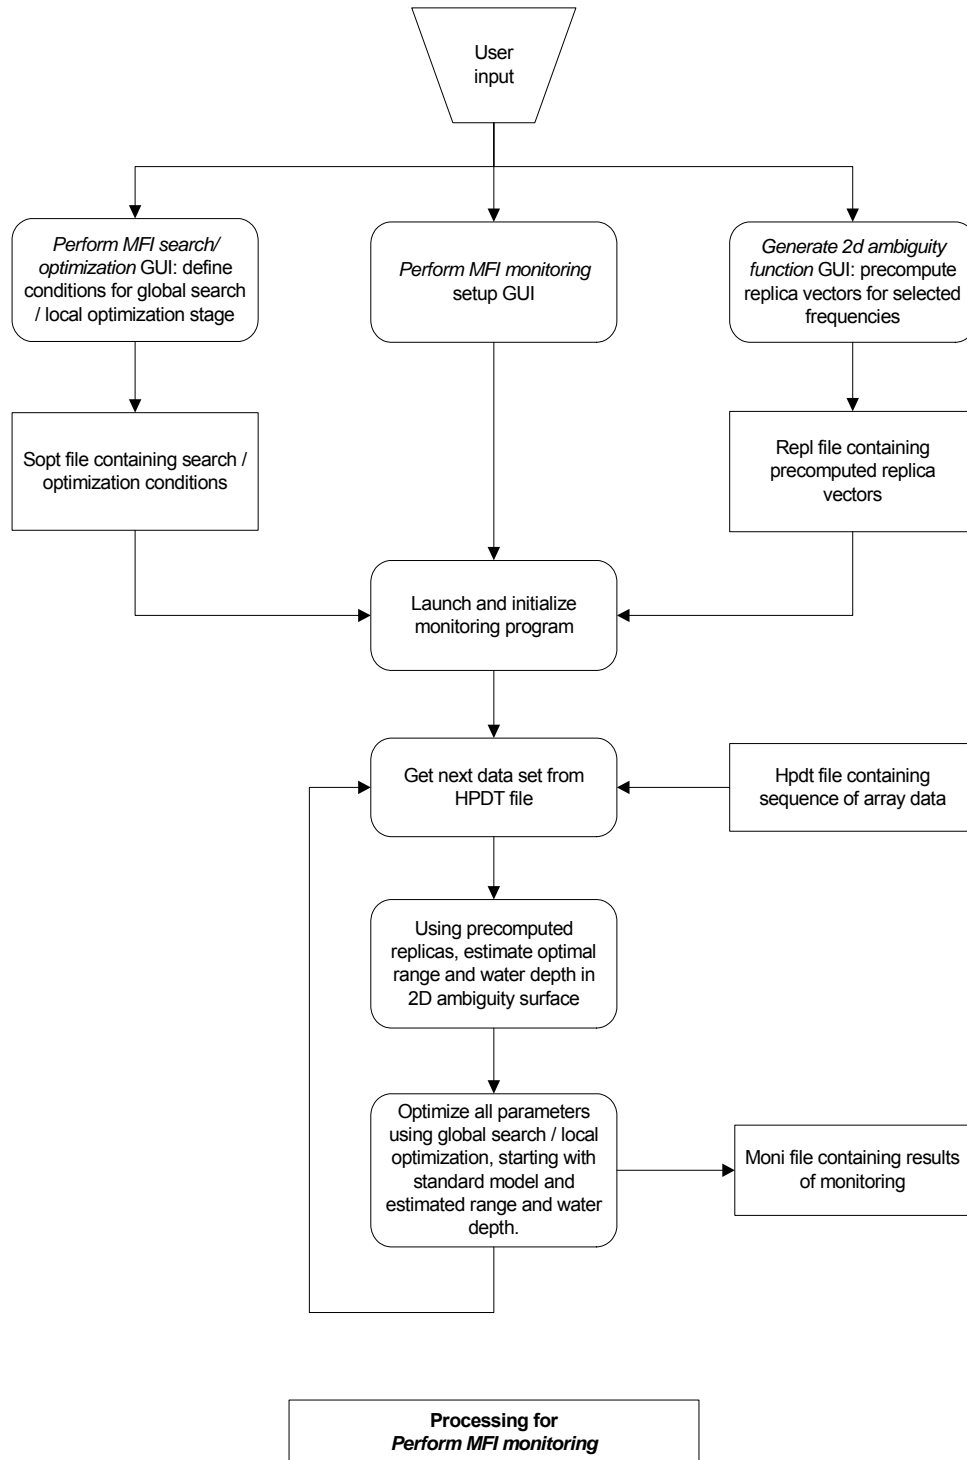 User
input
Perform MFI search/
optimization GUI: define
conditions for global search
/ local optimization stage
Perform MFI monitoring
setup GUI
Generate 2d ambiguity
function GUI: precompute
replica vectors for selected
frequencies
Sopt file containing search /
optimization conditions
Repl file containing
precomputed replica
vectors
Launch and initialize
monitoring program
Get next data set from
HPDT file
Hpdt file containing
sequence of array data
Using precomputed
replicas, estimate optimal
range and water depth in
2D ambiguity surface
Optimize all parameters
using global search / local
optimization, starting with
standard model and
estimated range and water
depth.
Moni file containing results
of monitoring
Processing for
Perform MFI monitoring